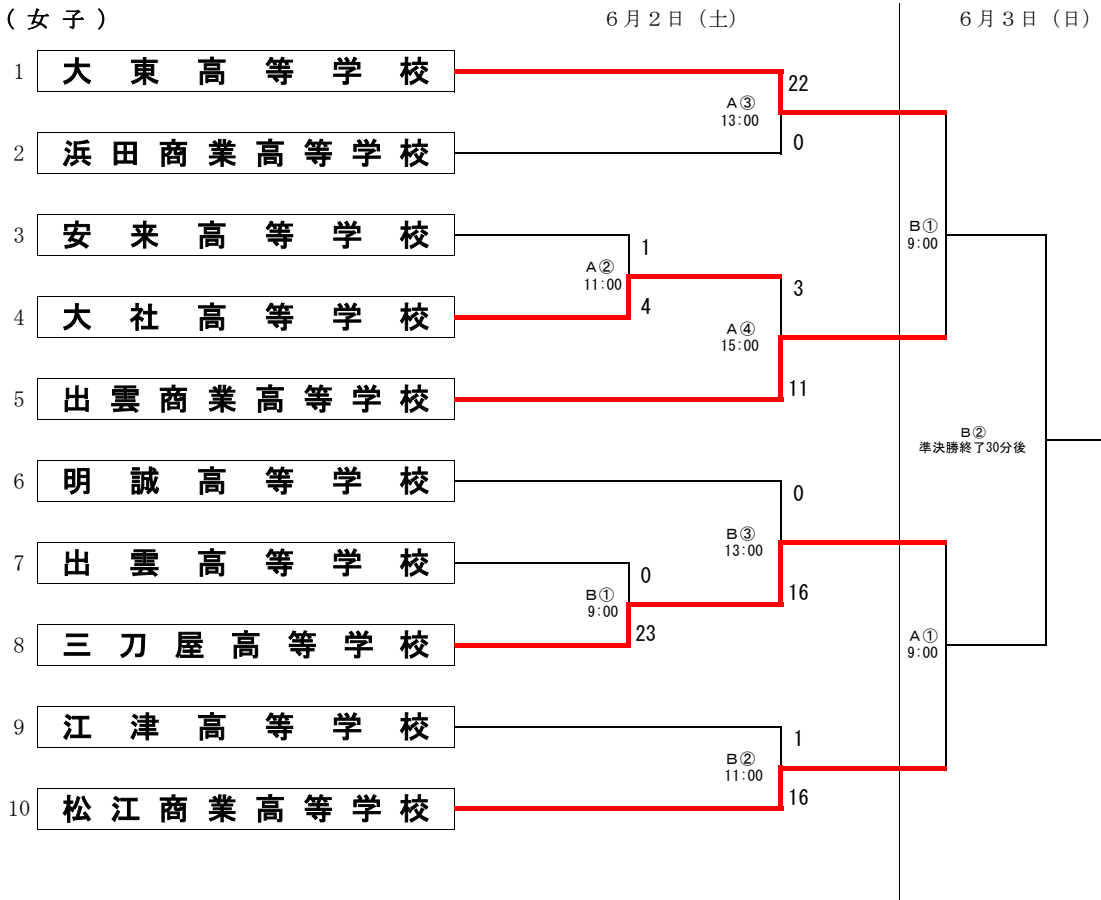 (女子)
6月2日(土)
6月3日(日)
1 大東高等学校
22
A③
13:00
0
2 浜田商業高等学校
3 安来高等学校
1
A②
11:00
4
4 大社高等学校
3
A④
15:00
11
5 出雲商業高等学校
B①
9:00
B②
準決勝終了30分後
6 明誠高等学校
0
B③
13:00
16
7 出雲高等学校
0
B①
9:00
23
8 三刀屋高等学校
A①
9:00
9 江津高等学校
1
B②
11:00
16
10 松江商業高等学校